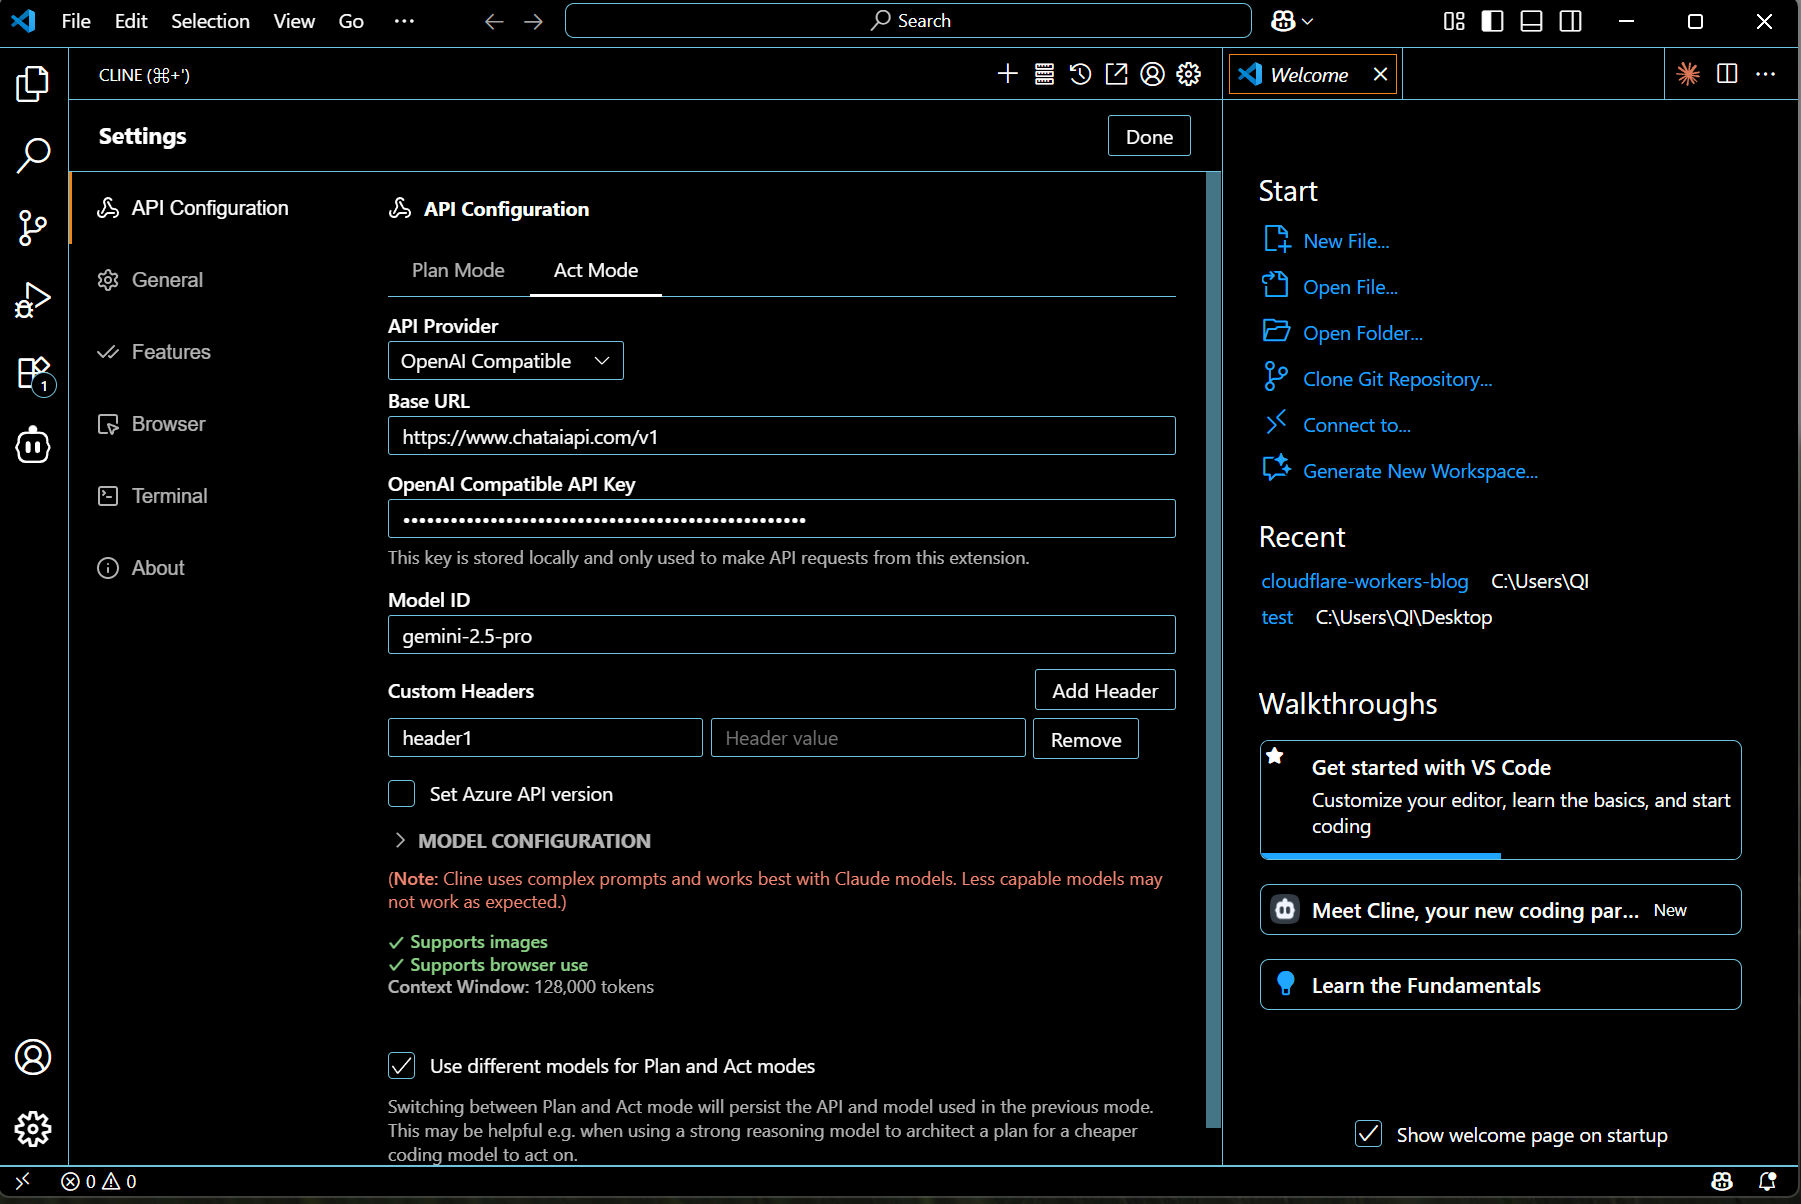 File Edit Selection View Go ···
Search
CLINE (⌘+')
Welcome
Settings
Done
API Configuration
General
Features
Browser
Terminal
About
1
API Configuration
Plan Mode Act Mode
API Provider
OpenAI Compatible
Base URL
https://www.chataiapi.com/v1
OpenAI Compatible API Key
•••••••••••••••••••••••••••••••••••••••••••••••••••
This key is stored locally and only used to make API requests from this extension.
Model ID
gemini-2.5-pro
Custom Headers
Add Header
header1 Header value Remove
Set Azure API version
MODEL CONFIGURATION
(Note: Cline uses complex prompts and works best with Claude models. Less capable models may
not work as expected.)
Supports images
Supports browser use
Context Window: 128,000 tokens
Use different models for Plan and Act modes
Switching between Plan and Act mode will persist the API and model used in the previous mode.
This may be helpful e.g. when using a strong reasoning model to architect a plan for a cheaper
coding model to act on.
Start
New File...
Open File...
Open Folder...
Clone Git Repository...
Connect to...
Generate New Workspace...
Recent
cloudflare-workers-blog C:\Users\QI
test C:\Users\QI\Desktop
Walkthroughs
Get started with VS Code
Customize your editor, learn the basics, and start
coding
Meet Cline, your new coding par... New
Learn the Fundamentals
Show welcome page on startup
0 0